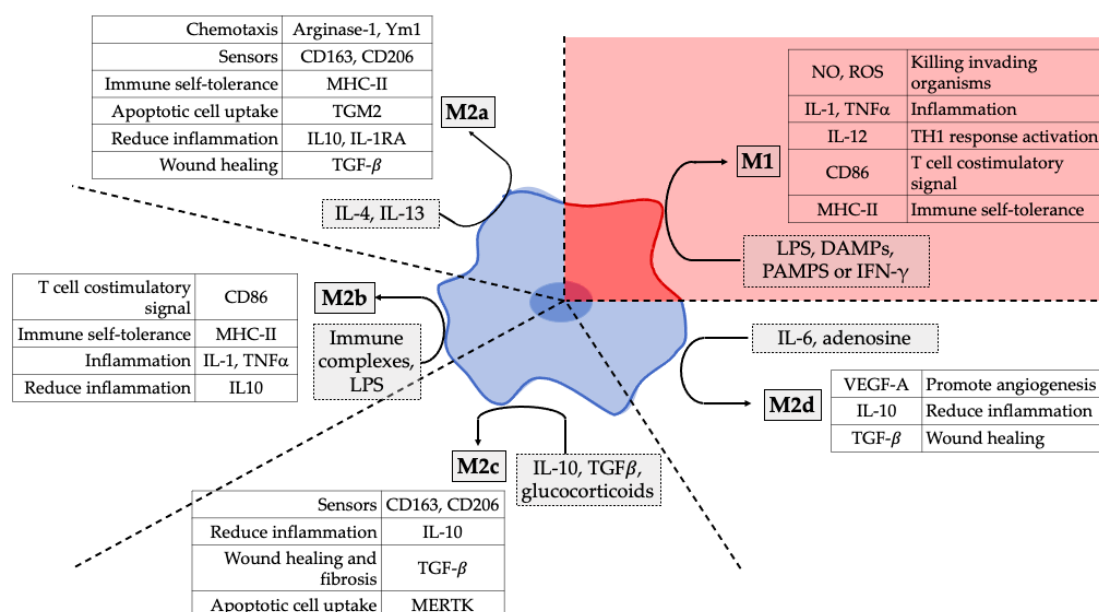 Chemotaxis Arginase-1, Ym1
Sensors CD163, CD206
Immune self-tolerance MHC-II
Apoptotic cell uptake TGM2
Reduce inflammation IL10, IL-1RA
Wound healing TGF-β
M2a
IL-4, IL-13
NO, ROS Killing invading
organisms
IL-1, TNFα Inflammation
IL-12 TH1 response activation
CD86 T cell costimulatory
signal
MHC-II Immune self-tolerance
M1
LPS, DAMPs,
PAMPS or IFN-γ
T cell costimulatory
signal CD86
Immune self-tolerance MHC-II
Inflammation IL-1, TNFα
Reduce inflammation IL10
M2b
Immune
complexes,
LPS
IL-6, adenosine
M2d
VEGF-A Promote angiogenesis
IL-10 Reduce inflammation
TGF-β Wound healing
M2c
IL-10, TGFβ,
glucocorticoids
Sensors CD163, CD206
Reduce inflammation IL-10
Wound healing and
fibrosis TGF-β
Apoptotic cell uptake MERTK